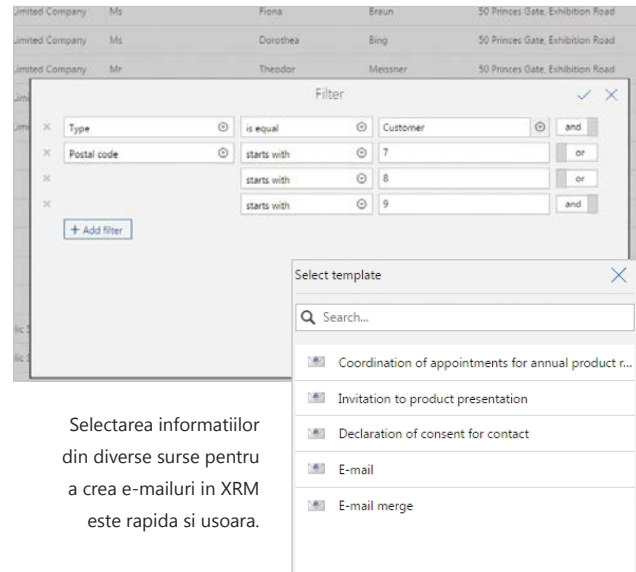 Limited Company Ms Fiona Braun 50 Princes Gate, Exhibition Road
Limited Company Ms Dorothea Bing 50 Princes Gate, Exhibition Road
Limited Company Mr Theodor Meissner 50 Princes Gate, Exhibition Road
Filter
Type is equal Customer and
Postal code starts with 7 or
starts with 8 or
starts with 9 and
+ Add filter
Select template
Search...
Coordination of appointments for annual product r...
Invitation to product presentation
Declaration of consent for contact
E-mail
E-mail merge
Selectarea informatiilor
din diverse surse pentru
a crea e-mailuri in XRM
este rapida si usoara.